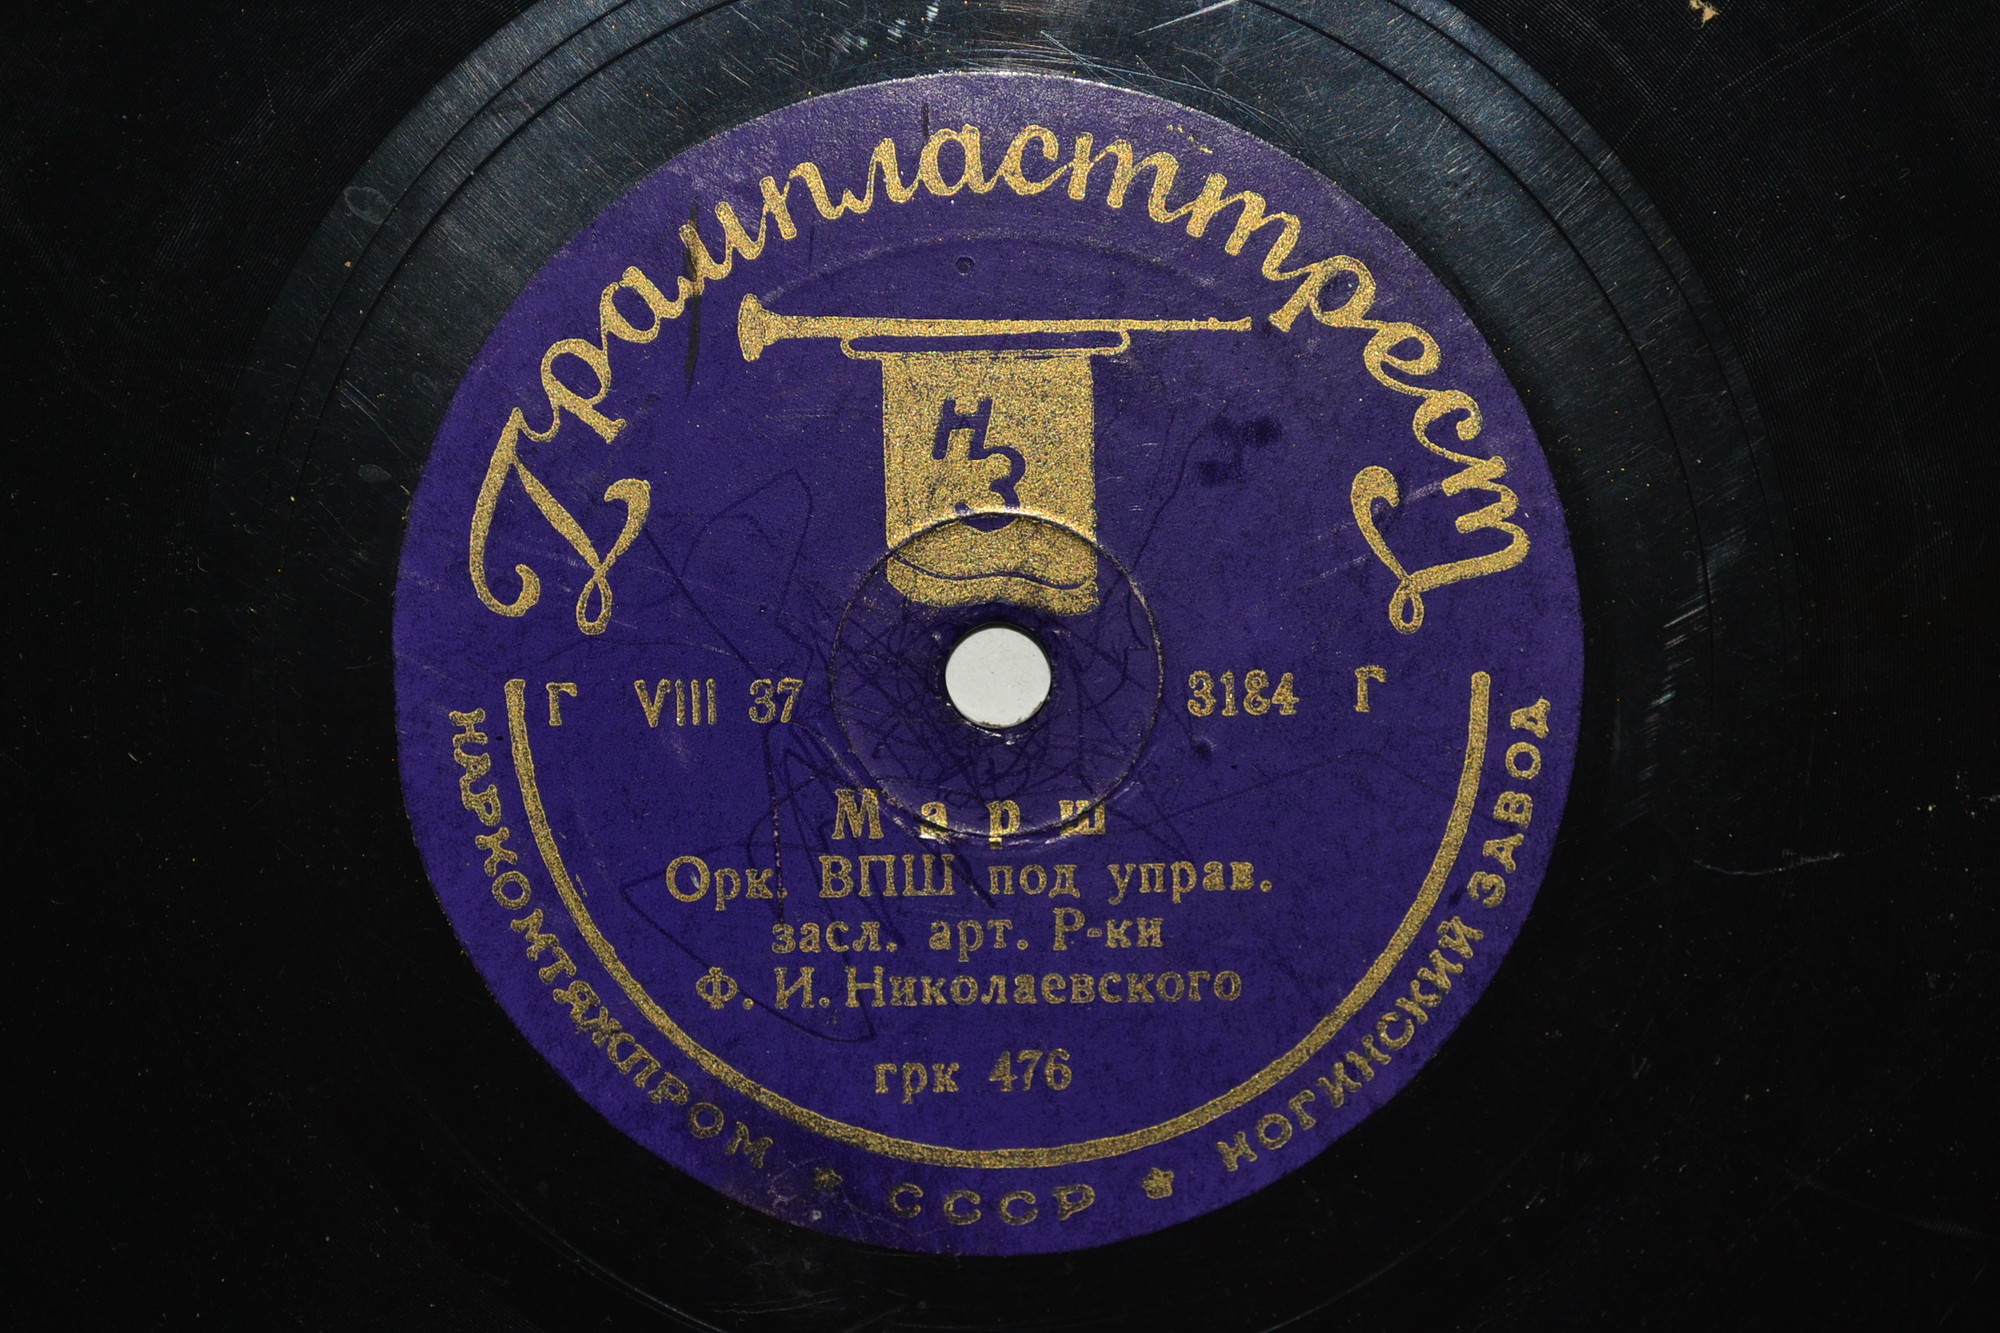 Грампласттрест
НЗ
Г VIII 37 3184 Г
Марш
Орк. ВПШ под управ.
засл. арт. Р-ки
Ф. И. Николаевского
грк 476
НАРКОМТЯЖПРОМ ★ СССР ★ НОГИНСКИЙ ЗАВОД